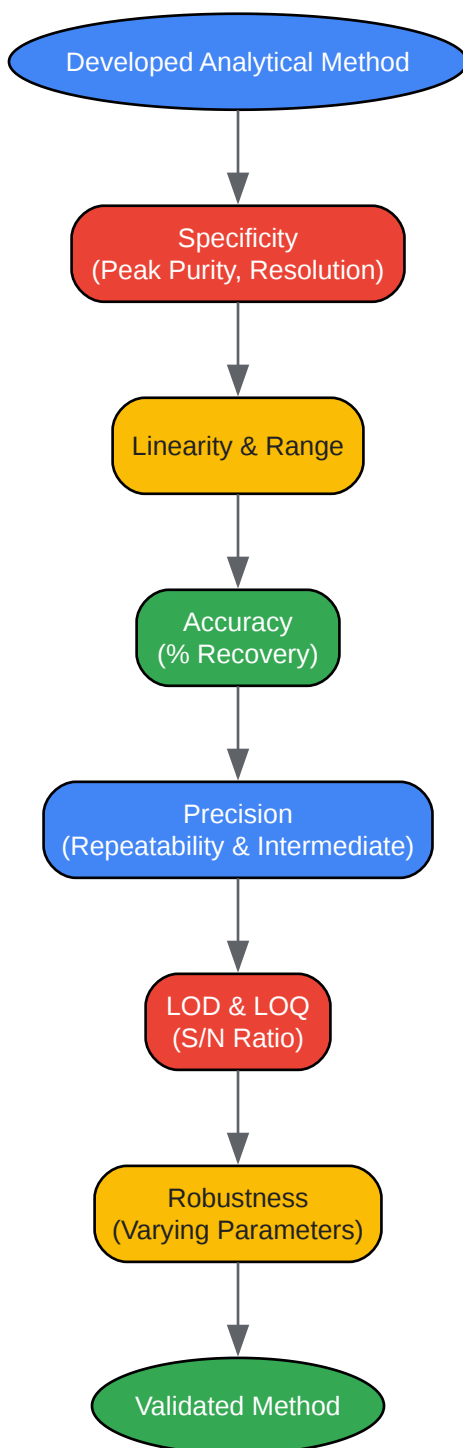 Developed Analytical Method
Specificity
(Peak Purity, Resolution)
Linearity & Range
Accuracy
(% Recovery)
Precision
(Repeatability & Intermediate)
LOD & LOQ
(S/N Ratio)
Robustness
(Varying Parameters)
Validated Method